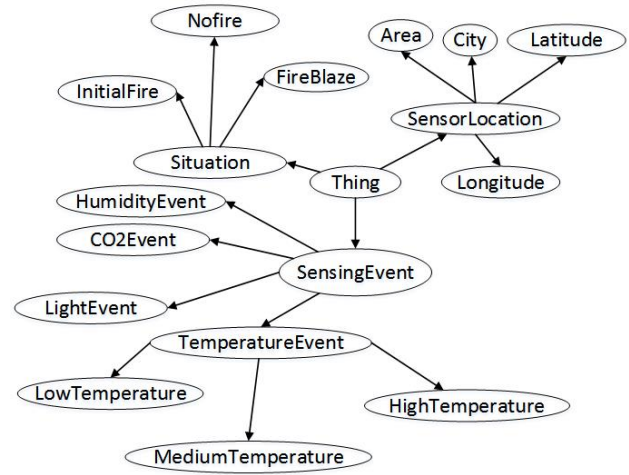 Nofire
Area
City
Latitude
FireBlaze
InitialFire
SensorLocation
Situation
Thing
Longitude
HumidityEvent
CO2Event
SensingEvent
LightEvent
TemperatureEvent
LowTemperature
HighTemperature
MediumTemperature